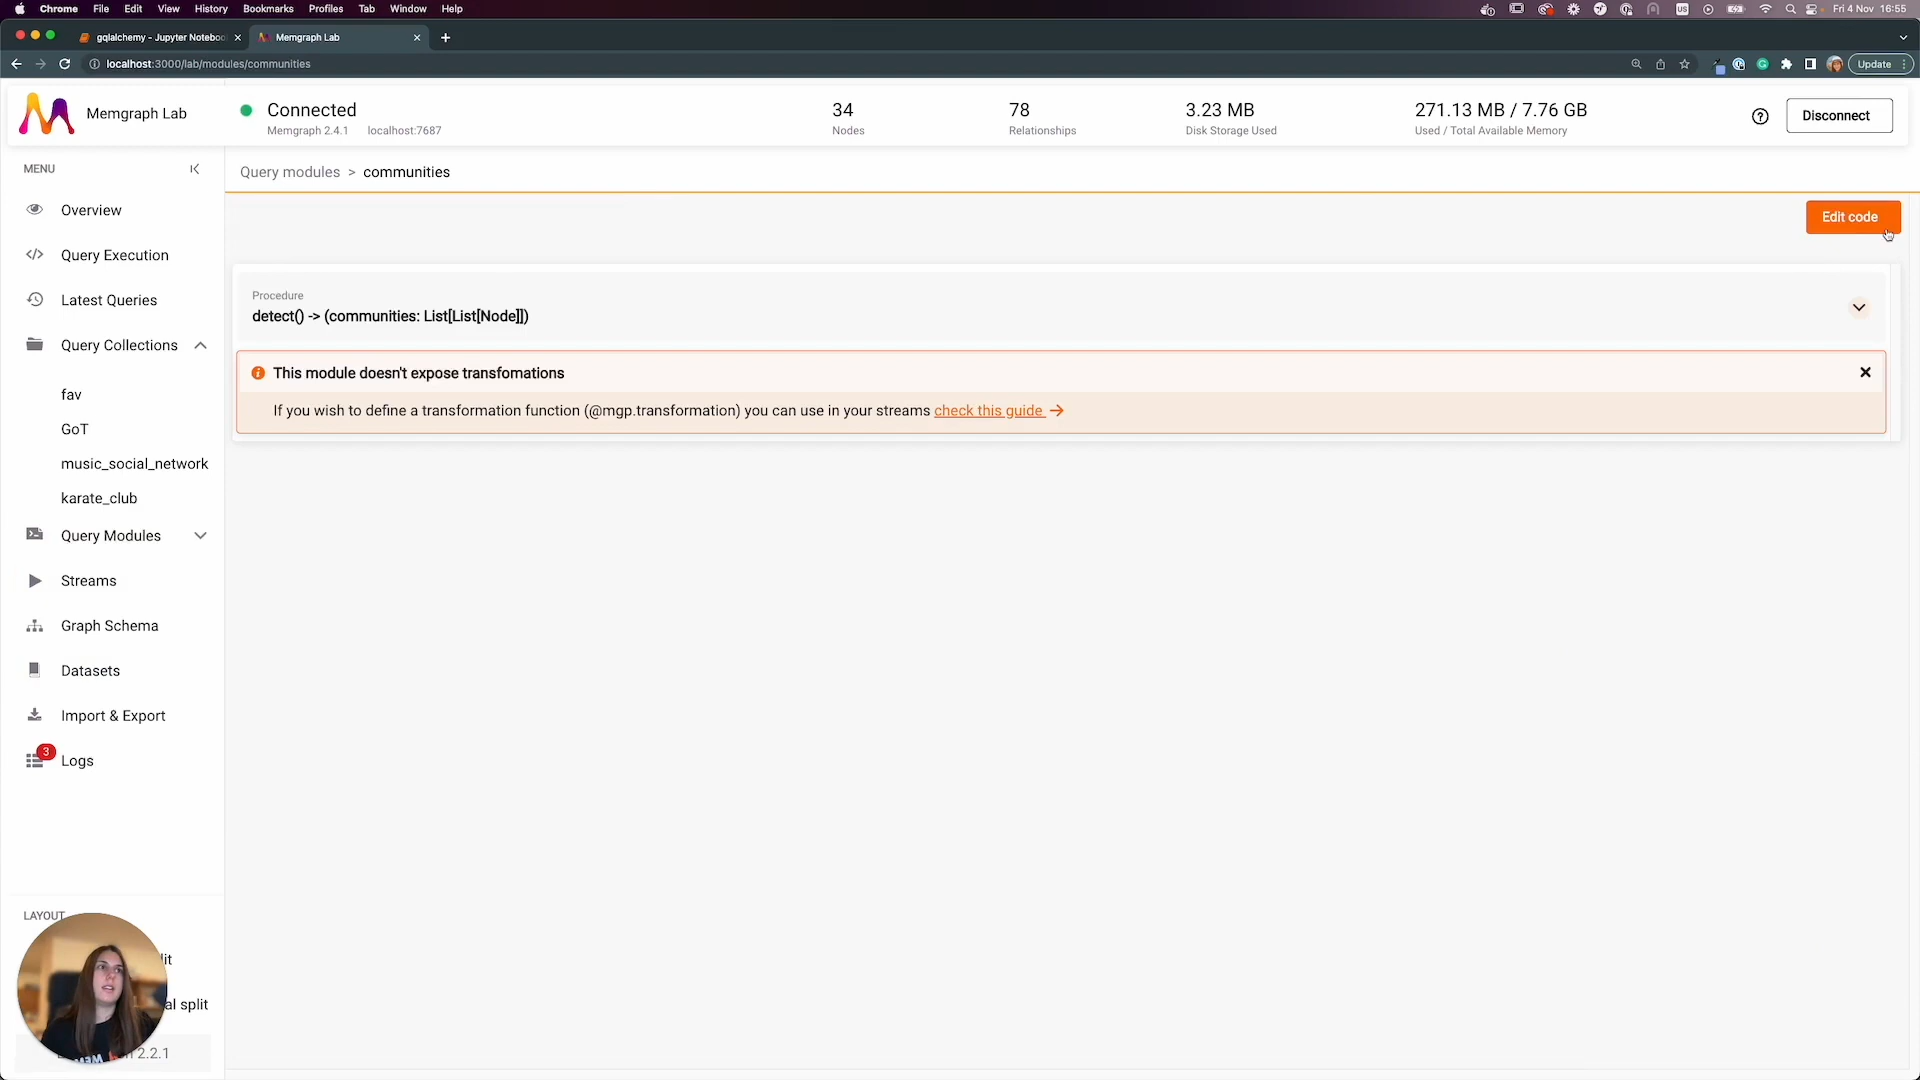 Chrome File Edit View History Bookmarks Profiles Tab Window Help
US Fri 4 Nov 16:55
gqlalchemy - Jupyter Notebo
Memgraph Lab
localhost:3000/lab/modules/communities
Update
Memgraph Lab
Connected
Memgraph 2.4.1 localhost:7687
34
Nodes
78
Relationships
3.23 MB
Disk Storage Used
271.13 MB / 7.76 GB
Used / Total Available Memory
Disconnect
MENU
Query modules > communities
Edit code
Overview
Query Execution
Latest Queries
Query Collections
fav
GoT
music_social_network
karate_club
Query Modules
Streams
Graph Schema
Datasets
Import & Export
3
Logs
Procedure
detect() -> (communities: List[List[Node]])
This module doesn't expose transfomations
If you wish to define a transformation function (@mgp.transformation) you can use in your streams check this guide →
LAYOUT
lit
al split
2.2.1